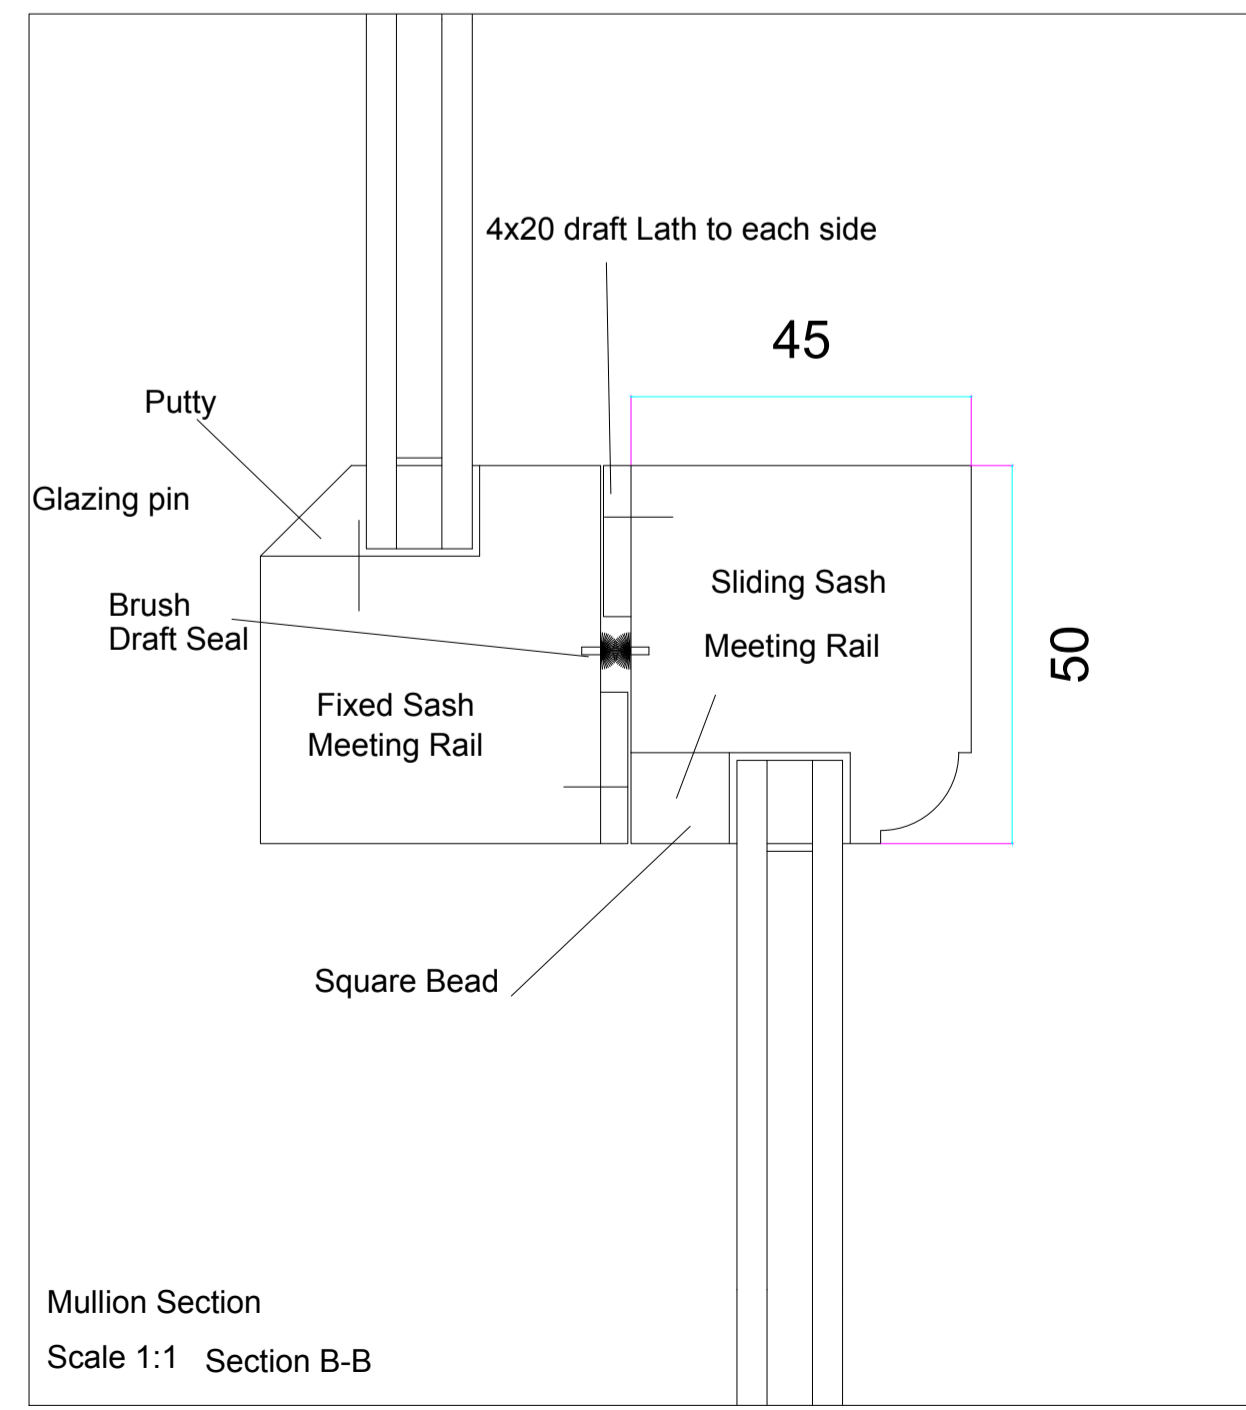 4x20 draft Lath to each side
45
Putty
Glazing pin
Sliding Sash
Meeting Rail
Brush
Draft Seal
50
Fixed Sash
Meeting Rail
Square Bead
Mullion Section
Scale 1:1 Section B-B